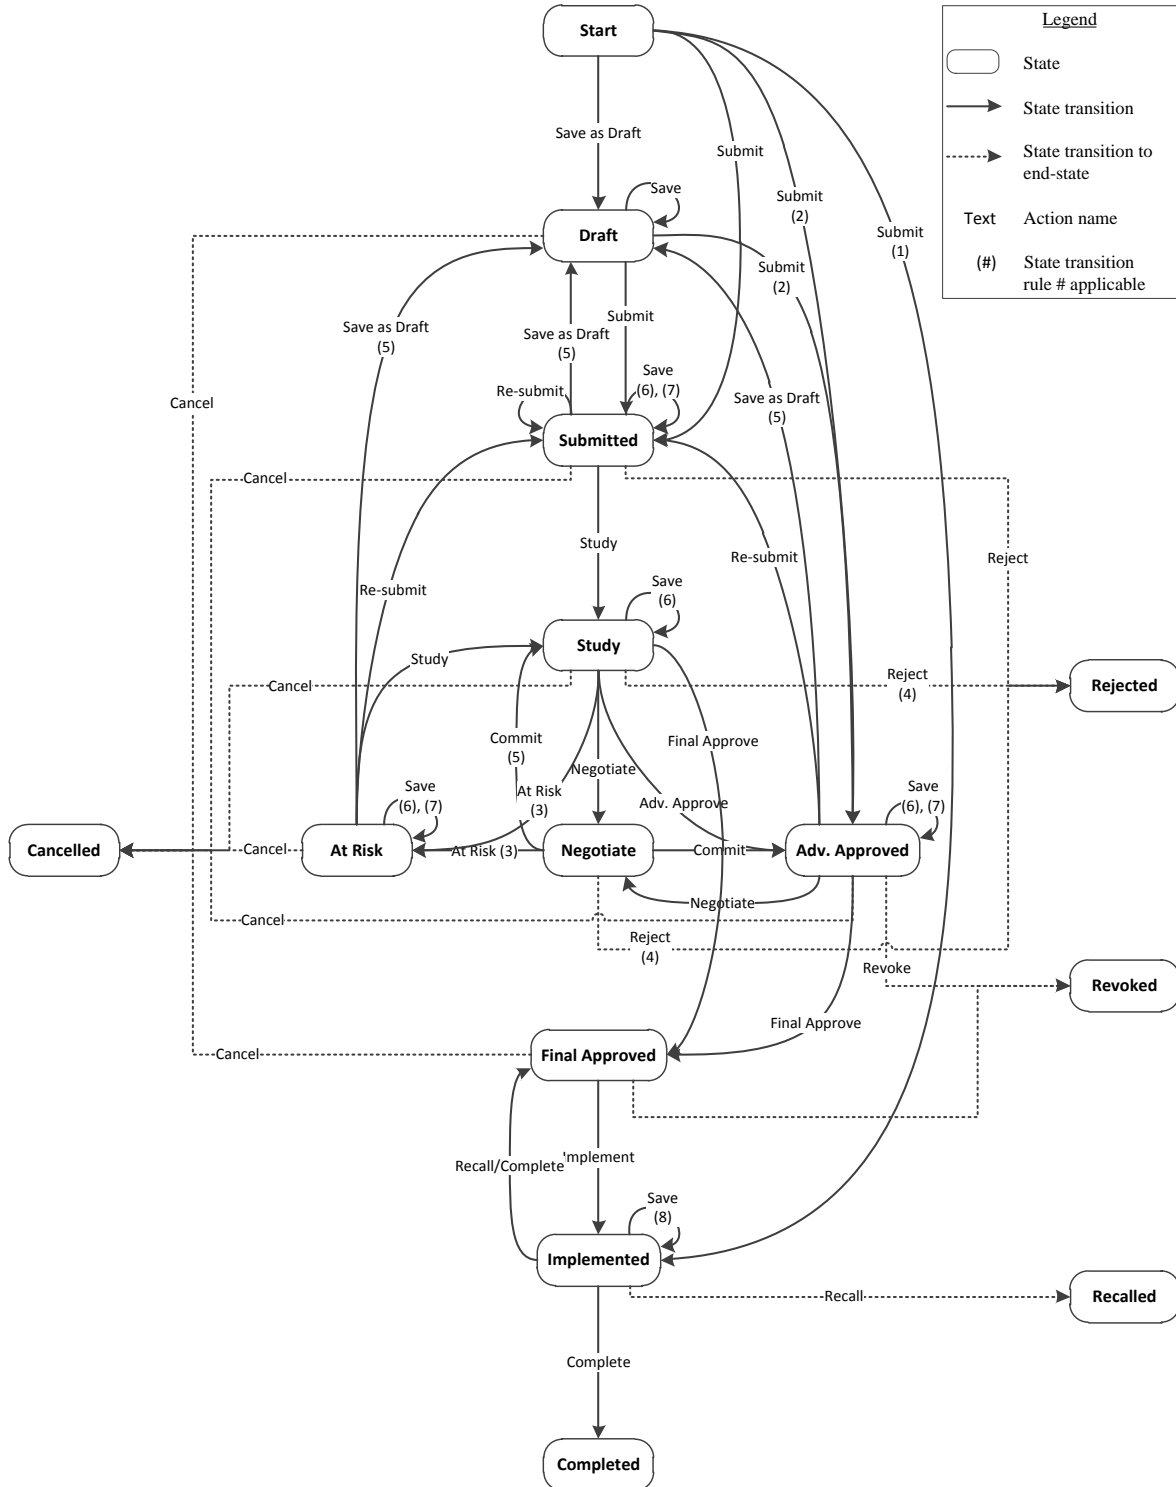 Start
Legend
State
State transition
State transition to
end-state
Text
Action name
(#)
State transition
rule # applicable
Save as Draft
Submit
Submit
(2)
Submit
(1)
Save
Draft
Submit
(2)
Save as Draft
(5)
Save as Draft
(5)
Submit
Cancel
Re-submit
Save
(6), (7)
Save as Draft
(5)
Submitted
Cancel
Study
Re-submit
Reject
Re-submit
Save
(6)
Study
Study
Cancel
Reject
(4)
Rejected
Commit
(5)
Final Approve
Negotiate
At Risk
(3)
Adv. Approve
Save
(6), (7)
Save
(6), (7)
Cancelled
Cancel
At Risk
At Risk (3)
Negotiate
Commit
Adv. Approved
Negotiate
Cancel
Reject
(4)
Revoke
Revoked
Final Approve
Cancel
Final Approved
Recall/Complete
Implement
Save
(8)
Implemented
Recall
Recalled
Complete
Completed